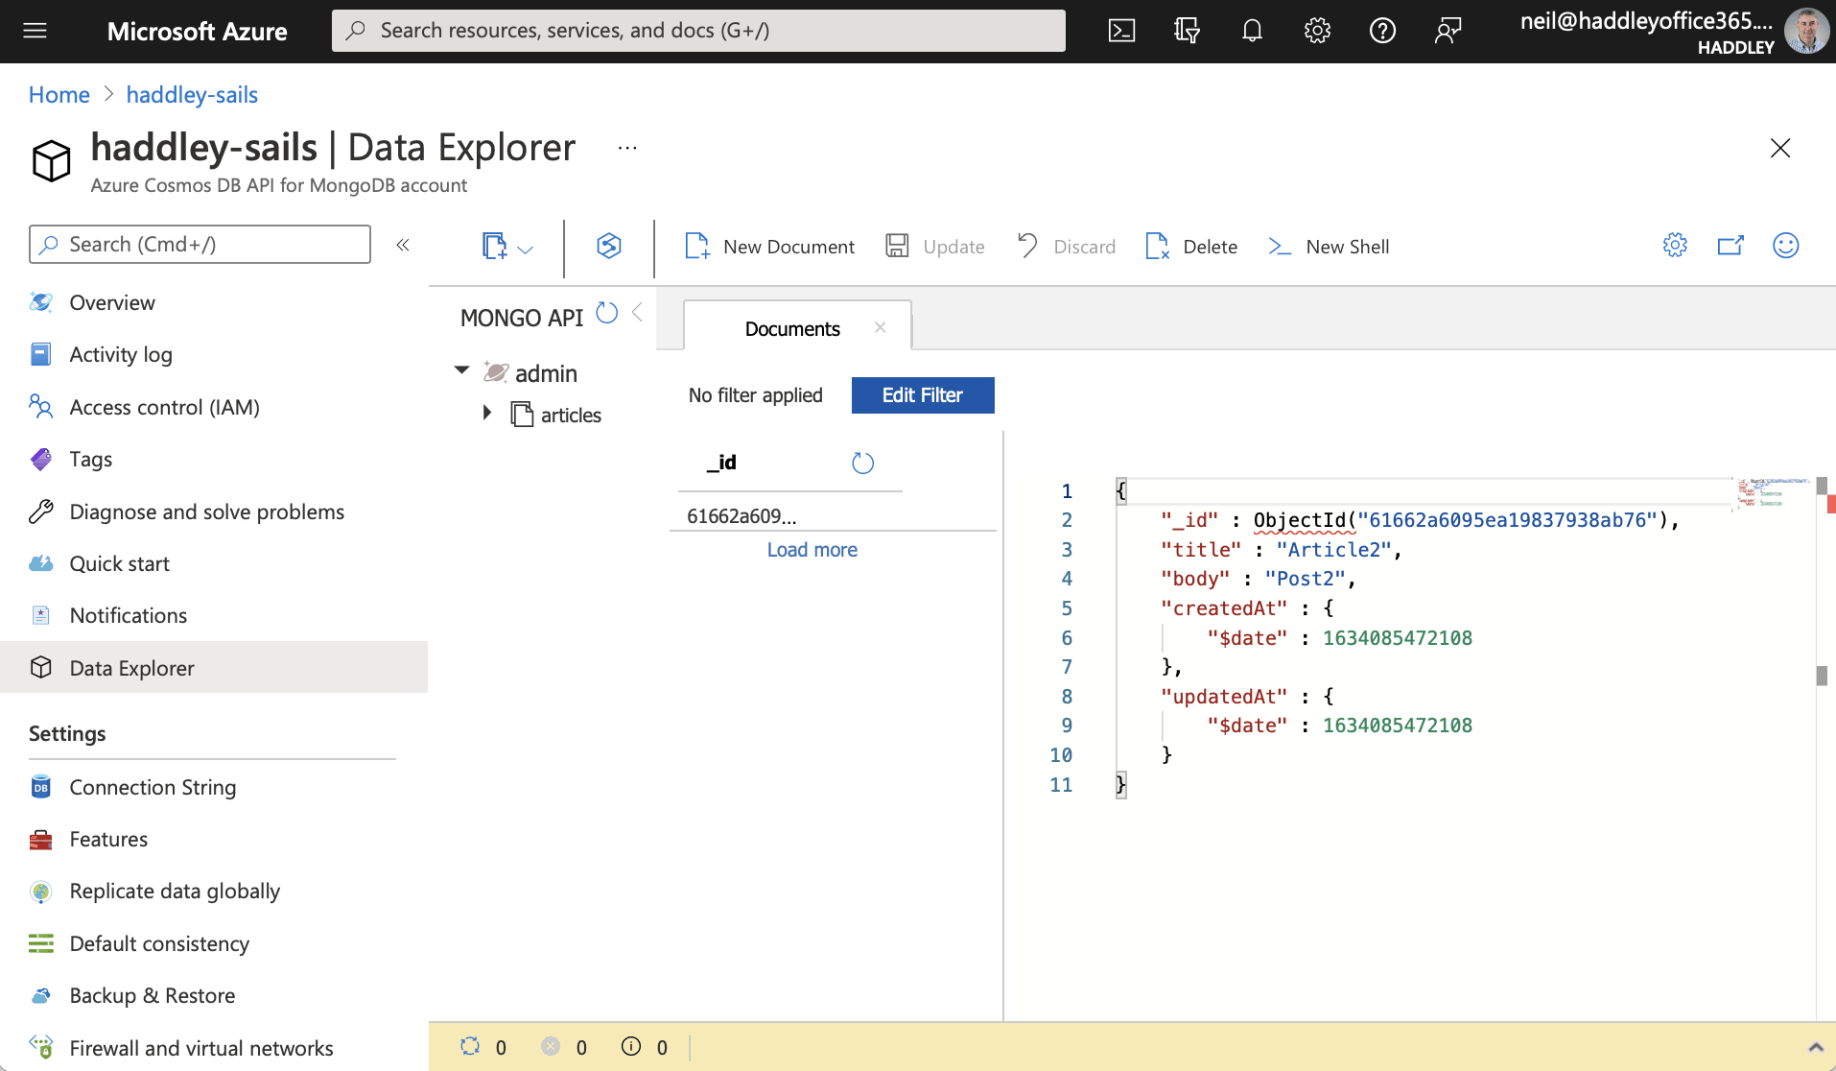 Microsoft Azure
Search resources, services, and docs (G+/)
neil@haddleyoffice365....
HADDLEY
Home > haddley-sails
haddley-sails | Data Explorer ...
Azure Cosmos DB API for MongoDB account
Search (Cmd+/)
«
New Document
Update
Discard
Delete
New Shell
Overview
Activity log
Access control (IAM)
Tags
Diagnose and solve problems
Quick start
Notifications
Data Explorer
Settings
Connection String
Features
Replicate data globally
Default consistency
Backup & Restore
Firewall and virtual networks
MONGO API
admin
articles
Documents
No filter applied
Edit Filter
_id
61662a609...
Load more
1 {
2 "_id" : ObjectId("61662a6095ea19837938ab76"),
3 "title" : "Article2",
4 "body" : "Post2",
5 "createdAt" : {
6 "$date" : 1634085472108
7 },
8 "updatedAt" : {
9 "$date" : 1634085472108
10 }
11 }
0 0 0